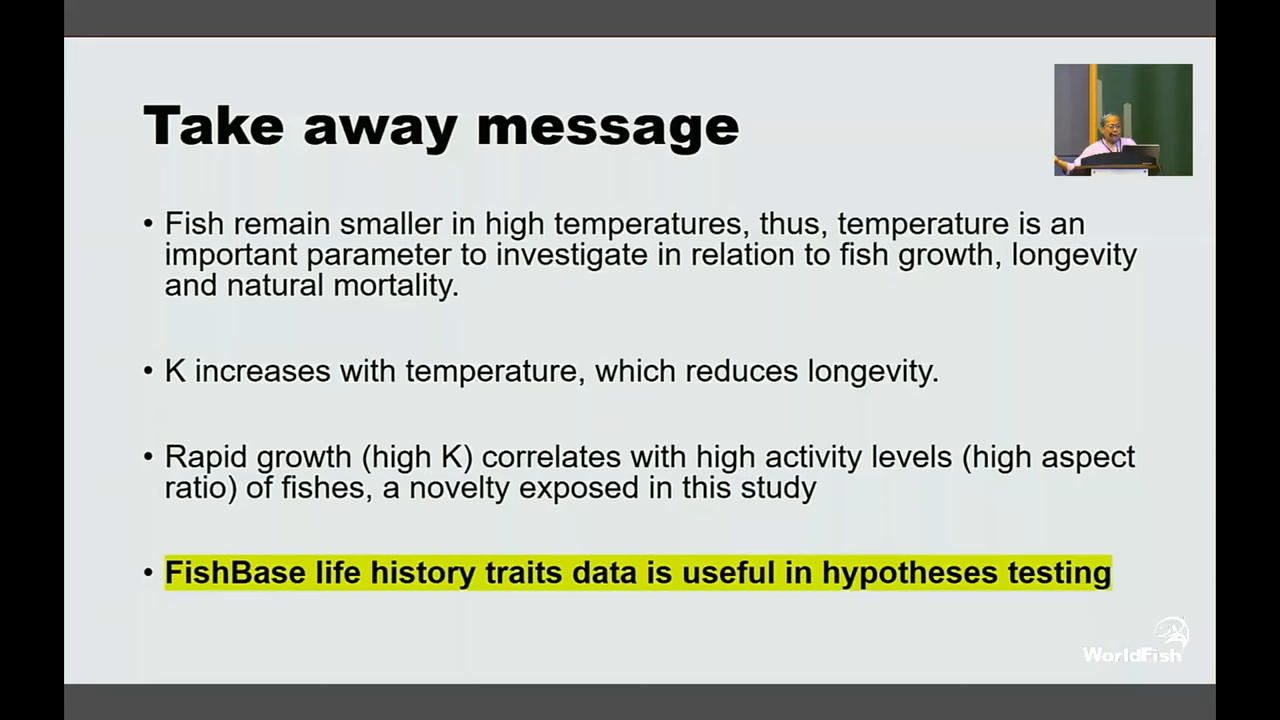 Take away message
• Fish remain smaller in high temperatures, thus, temperature is an
important parameter to investigate in relation to fish growth, longevity
and natural mortality.
• K increases with temperature, which reduces longevity.
• Rapid growth (high K) correlates with high activity levels (high aspect
ratio) of fishes, a novelty exposed in this study
• FishBase life history traits data is useful in hypotheses testing
WorldFish